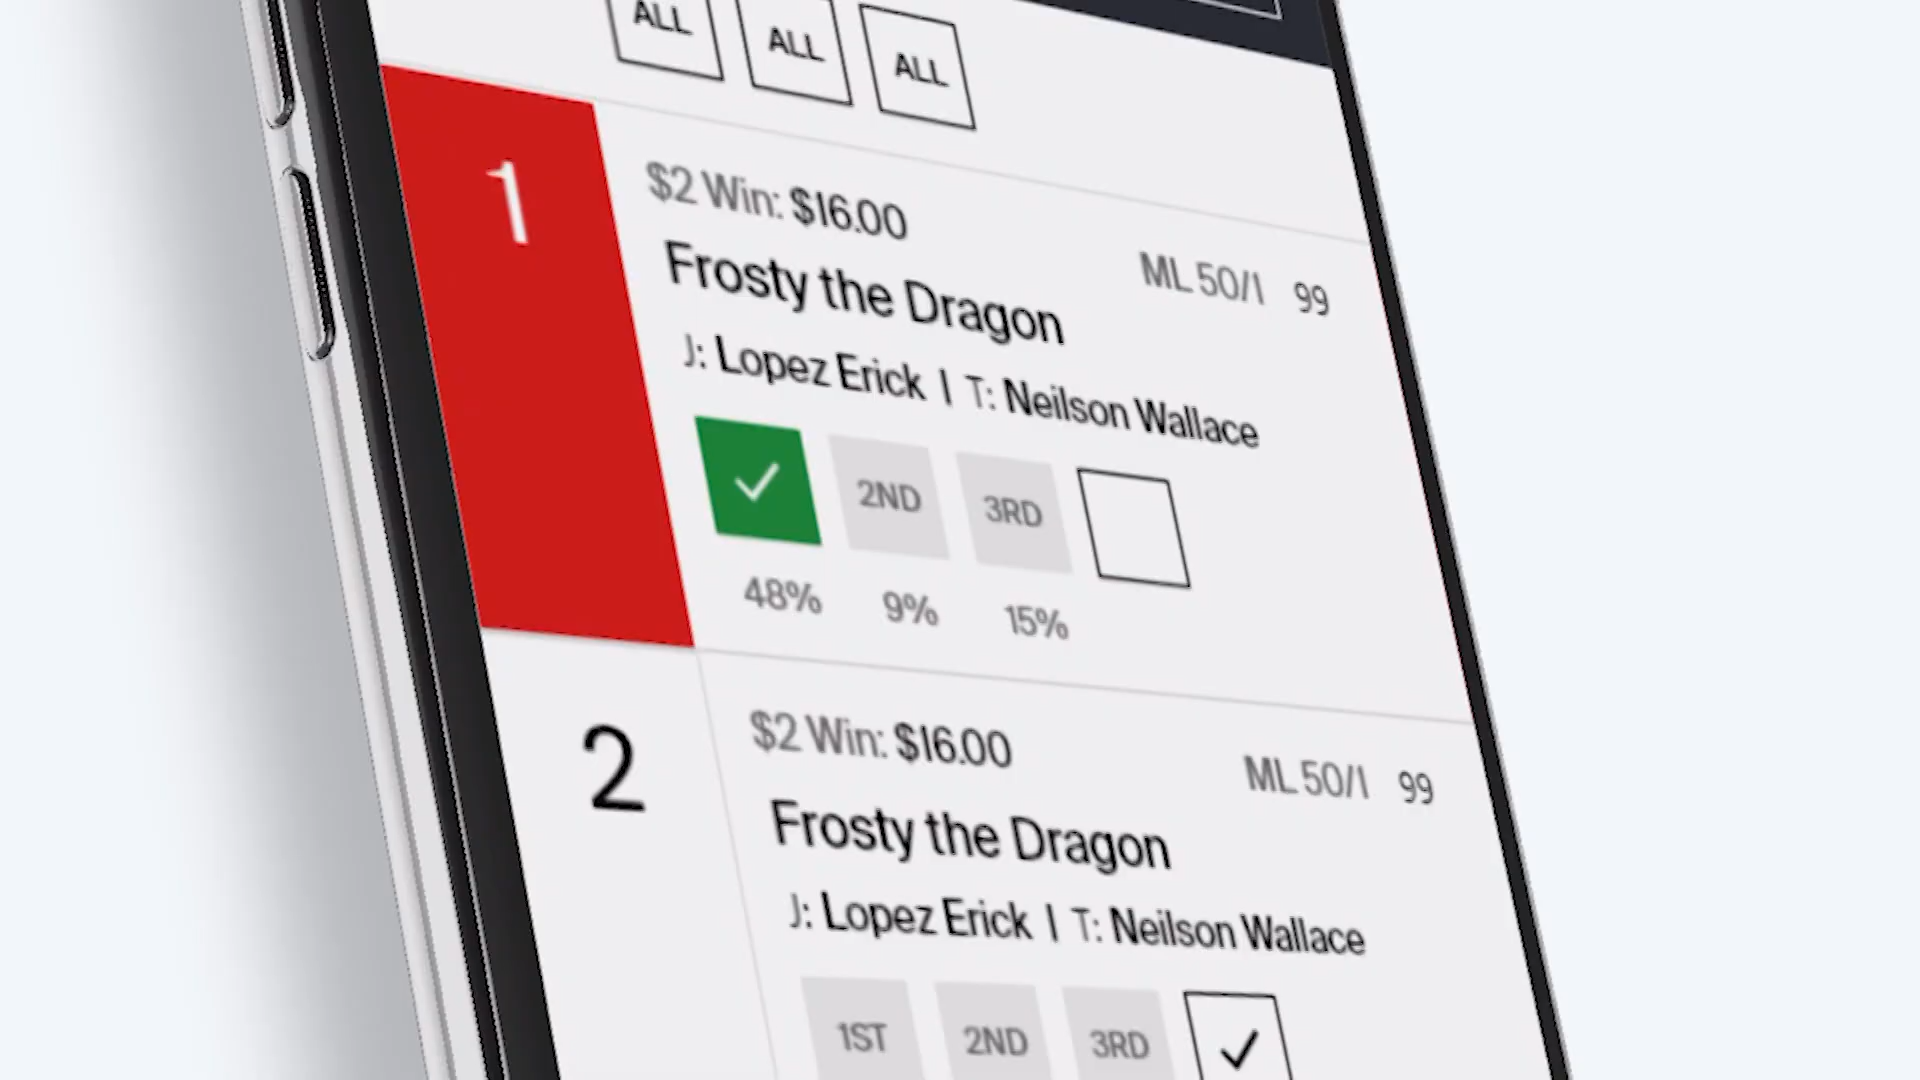 ALL ALL ALL
1
$2 Win: $16.00
ML 50/1 99
Frosty the Dragon
J: Lopez Erick | T: Neilson Wallace
2ND 3RD
48% 9% 15%
2
$2 Win: $16.00
ML 50/1 99
Frosty the Dragon
J: Lopez Erick | T: Neilson Wallace
1ST 2ND 3RD